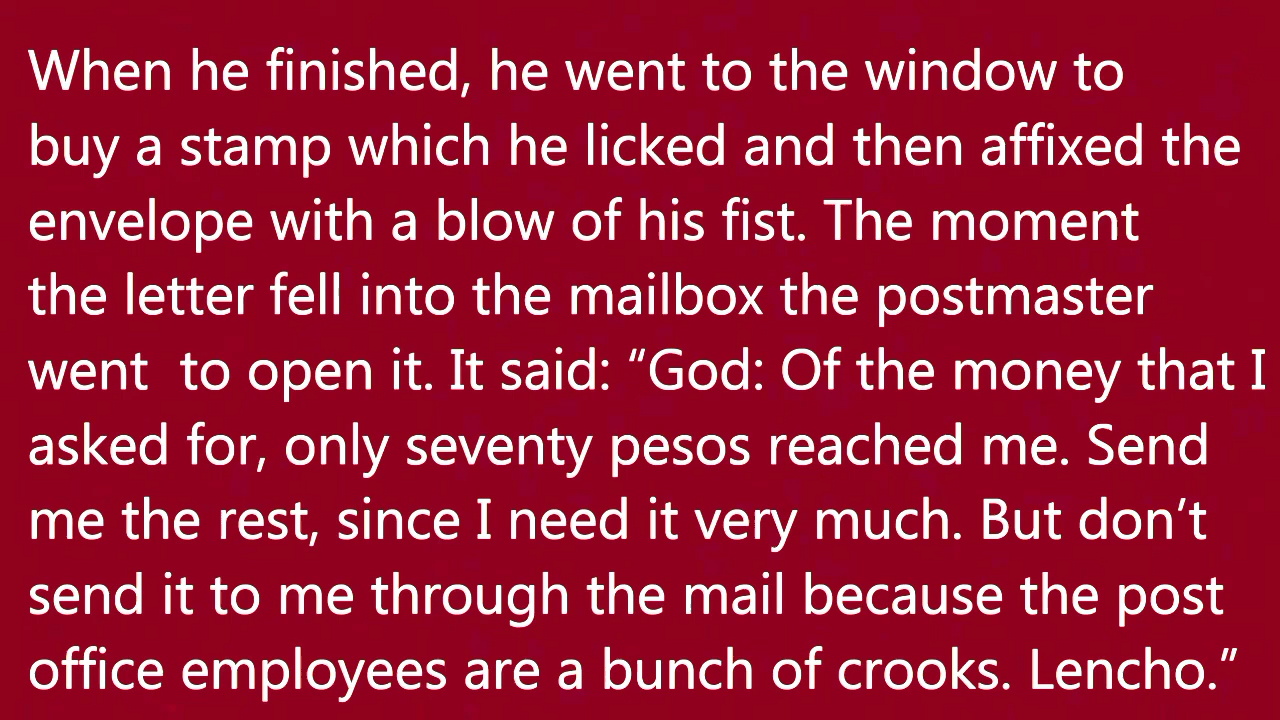 When he finished, he went to the window to
buy a stamp which he licked and then affixed the
envelope with a blow of his fist. The moment
the letter fell into the mailbox the postmaster
went  to open it. It said: “God: Of the money that I
asked for, only seventy pesos reached me. Send
me the rest, since I need it very much. But don’t
send it to me through the mail because the post
office employees are a bunch of crooks. Lencho.”